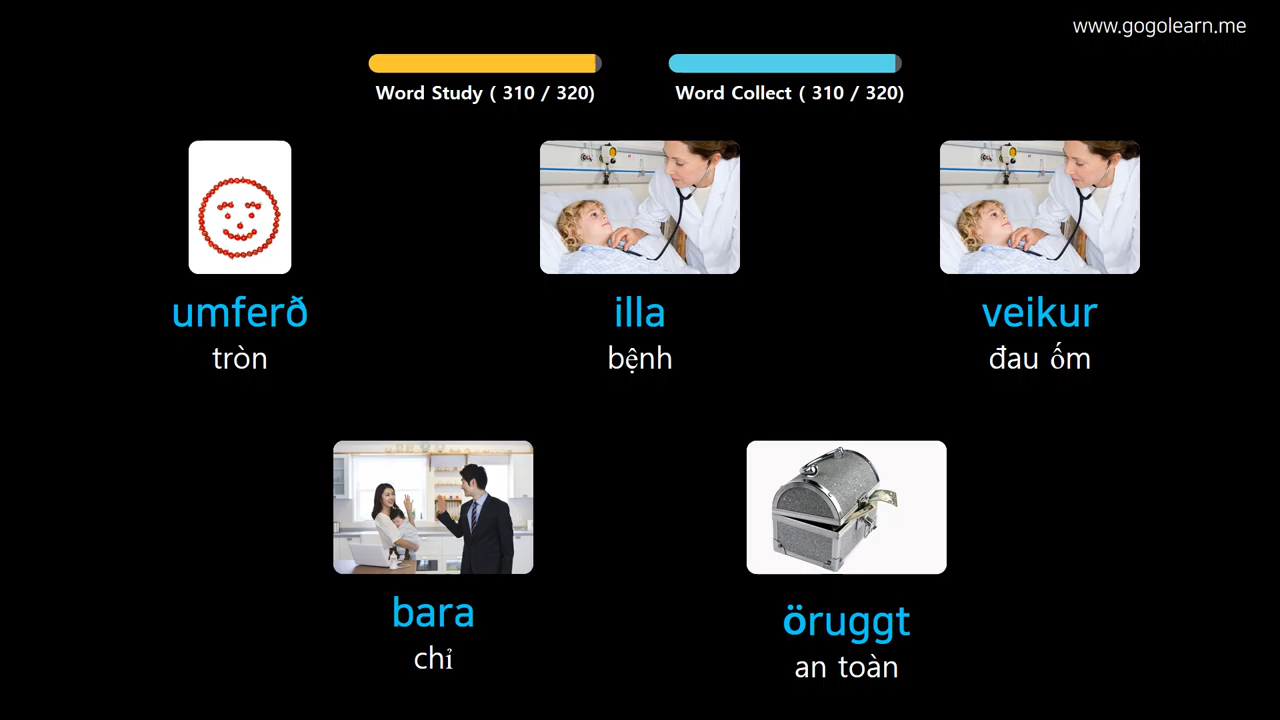 www.gogolearn.me
Word Study ( 310 / 320)
Word Collect ( 310 / 320)
umferð
tròn
illa
bệnh
veikur
đau ốm
bara
chỉ
öruggt
an toàn